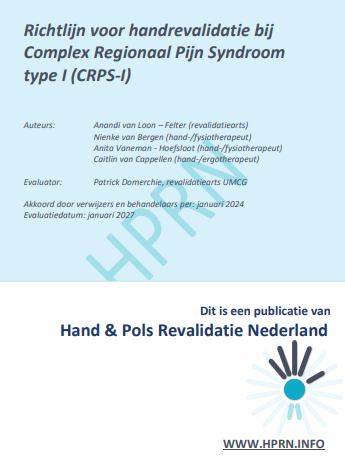 Richtlijn voor handrevalidatie bij
Complex Regionaal Pijn Syndroom
type I (CRPS-I)
Auteurs: Anandi van Loon – Felter (revalidatiearts)
Nienke van Bergen (hand-/fysiotherapeut)
Anita Vaneman - Hoefsloot (hand-/fysiotherapeut)
Caitlin van Cappellen (hand-/ergotherapeut)
Evaluator: Patrick Domerchie, revalidatiearts UMCG
Akkoord door verwijzers en behandelaars per: januari 2024
Evaluatiedatum: januari 2027
HPRN
Dit is een publicatie van
Hand & Pols Revalidatie Nederland
WWW.HPRN.INFO